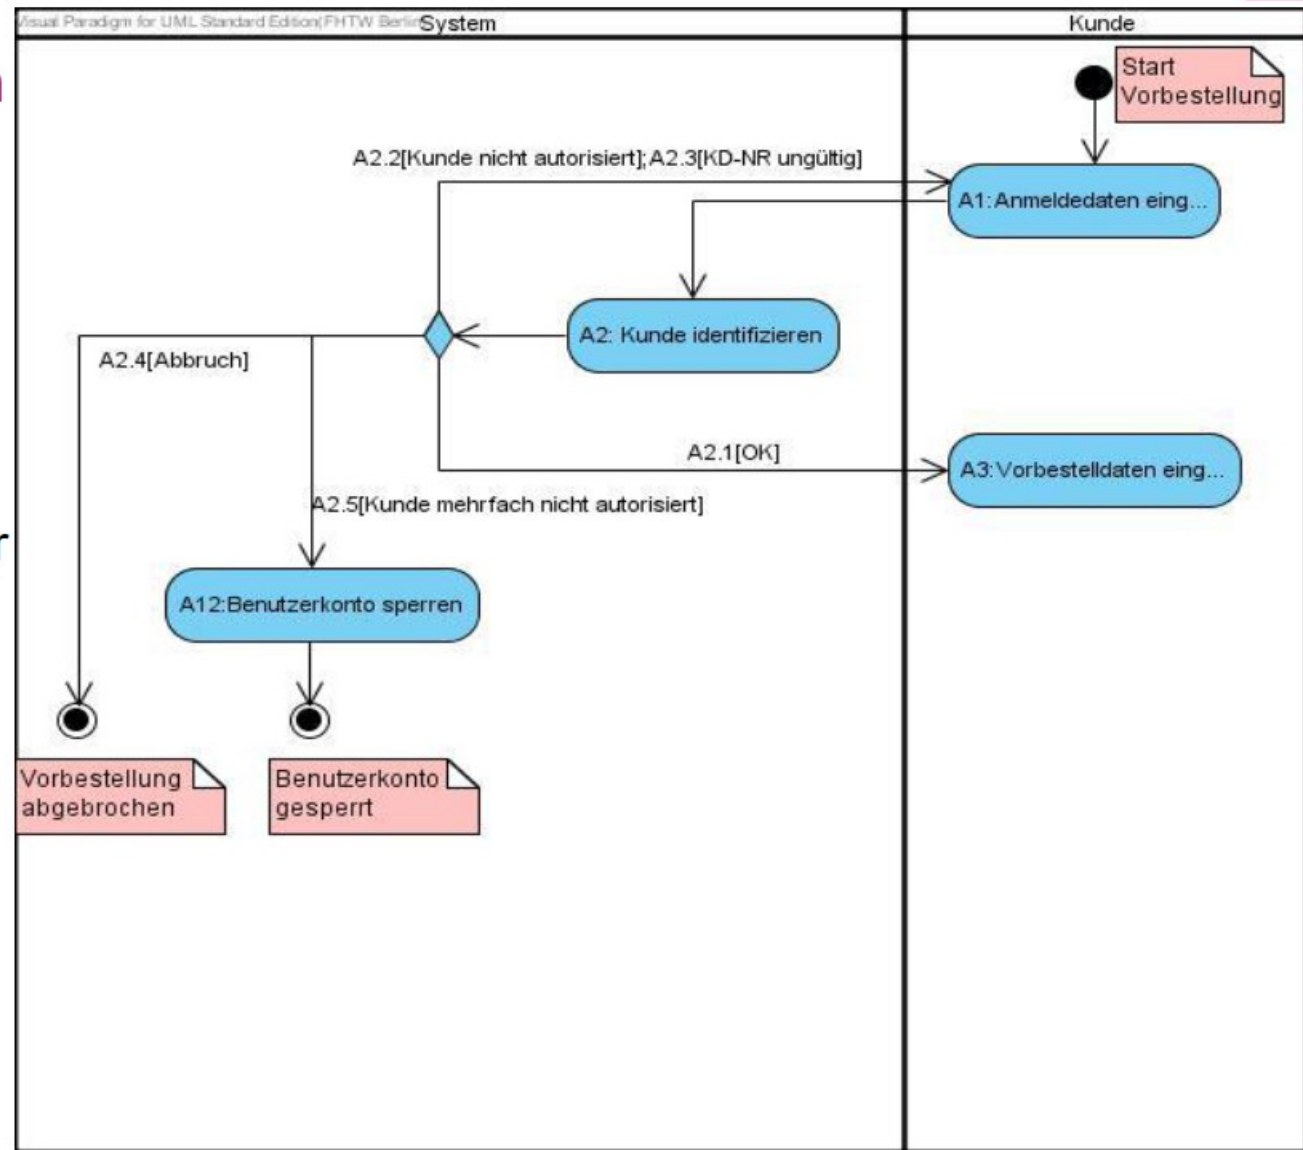 Visual Paradigm for UML Standard Edition(FHTW Berlin)
System
Kunde
Start
Vorbestellung
A2.2[Kunde nicht autorisiert];A2.3[KD-NR ungültig]
A1:Anmeldedaten eing...
A2: Kunde identifizieren
A2.4[Abbruch]
A2.1[OK]
A3:Vorbestelldaten eing...
A2.5[Kunde mehrfach nicht autorisiert]
A12:Benutzerkonto sperren
Vorbestellung
abgebrochen
Benutzerkonto
gesperrt